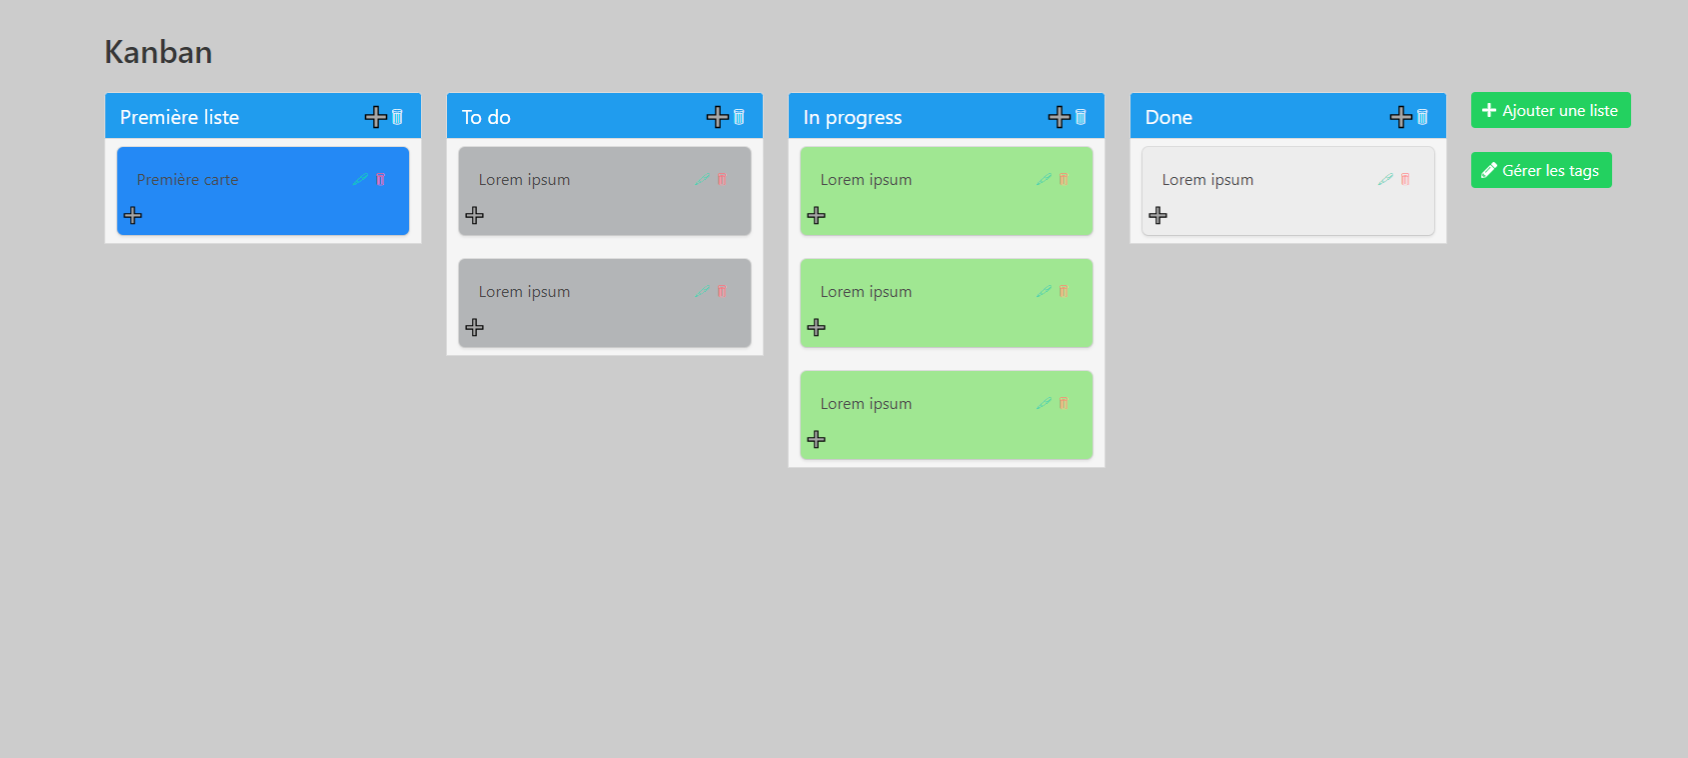 Kanban
Première liste
Première carte
To do
Lorem ipsum
Lorem ipsum
In progress
Lorem ipsum
Lorem ipsum
Lorem ipsum
Done
Lorem ipsum
Ajouter une liste
Gérer les tags